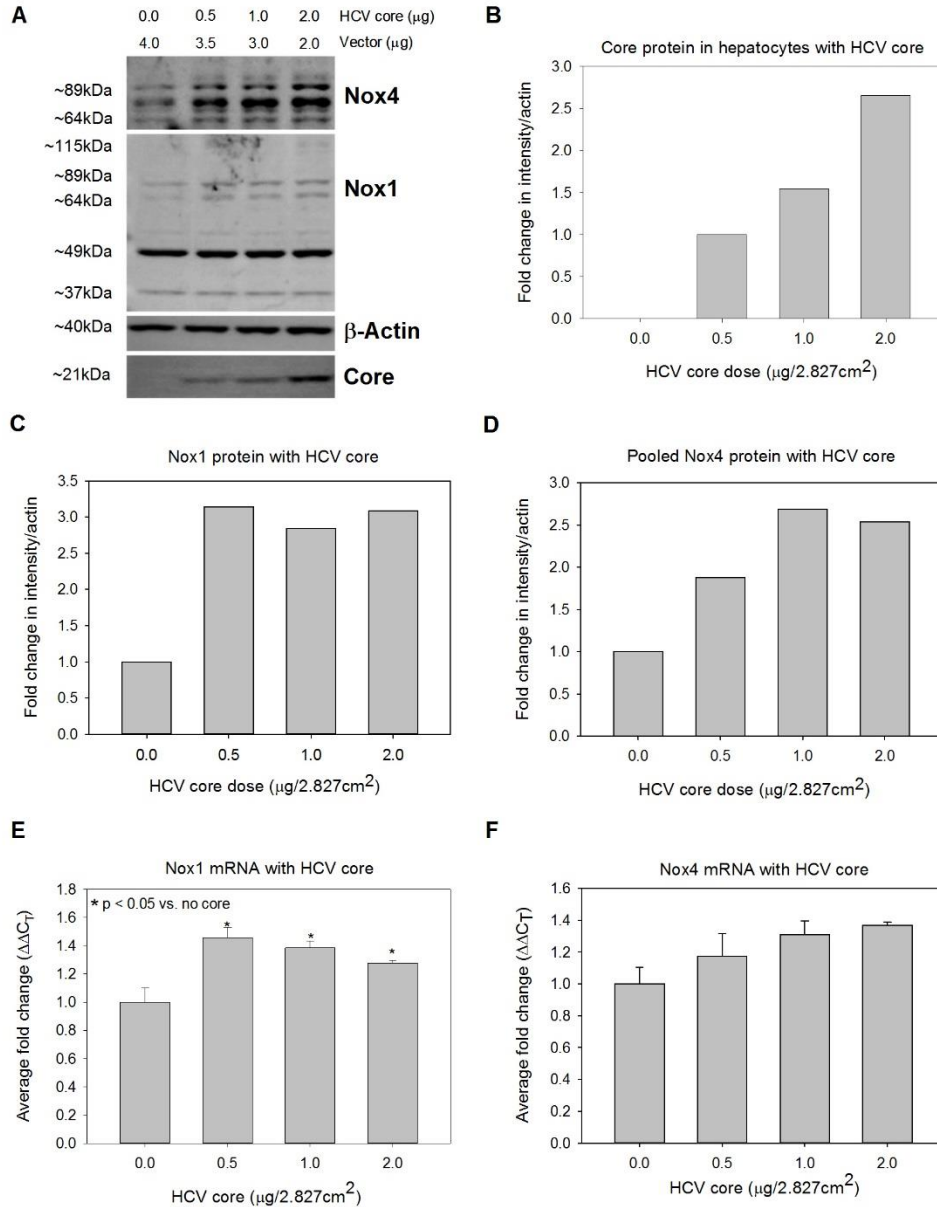 A
0.0 0.5 1.0 2.0 HCV core (μg)
4.0 3.5 3.0 2.0 Vector (μg)
~89kDa
~64kDa
Nox4
~115kDa
~89kDa
~64kDa
~49kDa
~37kDa
Nox1
~40kDa
β-Actin
~21kDa
Core
B
Core protein in hepatocytes with HCV core
Fold change in intensity/actin
3.0
2.5
2.0
1.5
1.0
0.5
0.0
0.0 0.5 1.0 2.0
HCV core dose (μg/2.827cm²)
C
Nox1 protein with HCV core
Fold change in intensity/actin
3.5
3.0
2.5
2.0
1.5
1.0
0.5
0.0
0.0 0.5 1.0 2.0
HCV core dose (μg/2.827cm²)
D
Pooled Nox4 protein with HCV core
Fold change in intensity/actin
3.0
2.5
2.0
1.5
1.0
0.5
0.0
0.0 0.5 1.0 2.0
HCV core dose (μg/2.827cm²)
E
Nox1 mRNA with HCV core
Average fold change (ΔΔC_T)
1.8
1.6
1.4
1.2
1.0
0.8
0.6
0.4
0.2
0.0
* p < 0.05 vs. no core
* * *
0.0 0.5 1.0 2.0
HCV core (μg/2.827cm²)
F
Nox4 mRNA with HCV core
Average fold change (ΔΔC_T)
1.6
1.4
1.2
1.0
0.8
0.6
0.4
0.2
0.0
0.0 0.5 1.0 2.0
HCV core (μg/2.827cm²)